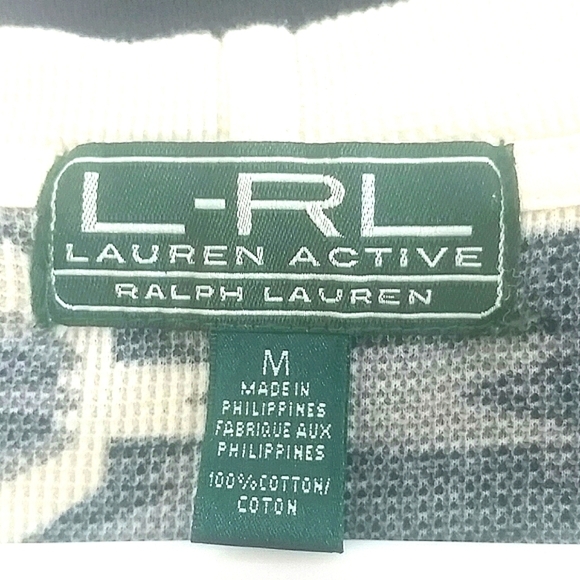 L-RL
LAUREN ACTIVE
RALPH LAUREN
M
MADE IN
PHILIPPINES
FABRIQUE AUX
PHILIPPINES
100% COTTON/
COTON